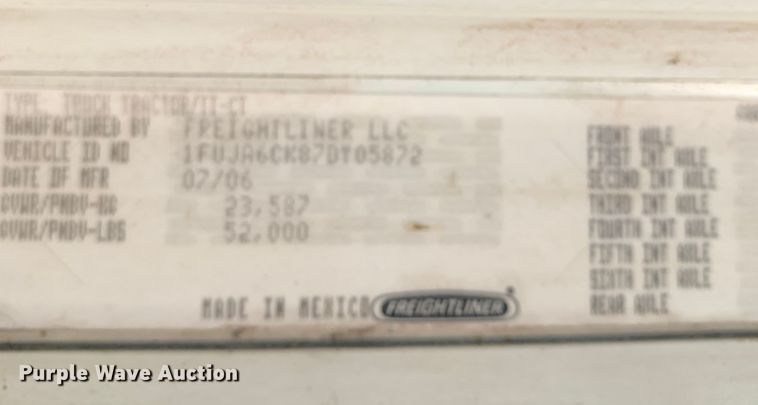 TYPE: TRUCK TRACTOR/II-CT
MANUFACTURED BY FREIGHTLINER LLC
VEHICLE ID NO 1FUJA6CK87DY05872
DATE OF MFR 07/06
GVWR/PNBV-KG 23,587
GVWR/PNBV-LBS 52,000
FRONT AXLE
FIRST INT AXLE
SECOND INT AXLE
THIRD INT AXLE
FOURTH INT AXLE
FIFTH INT AXLE
SIXTH INT AXLE
REAR AXLE
MADE IN MEXICO FREIGHTLINER
Purple Wave Auction